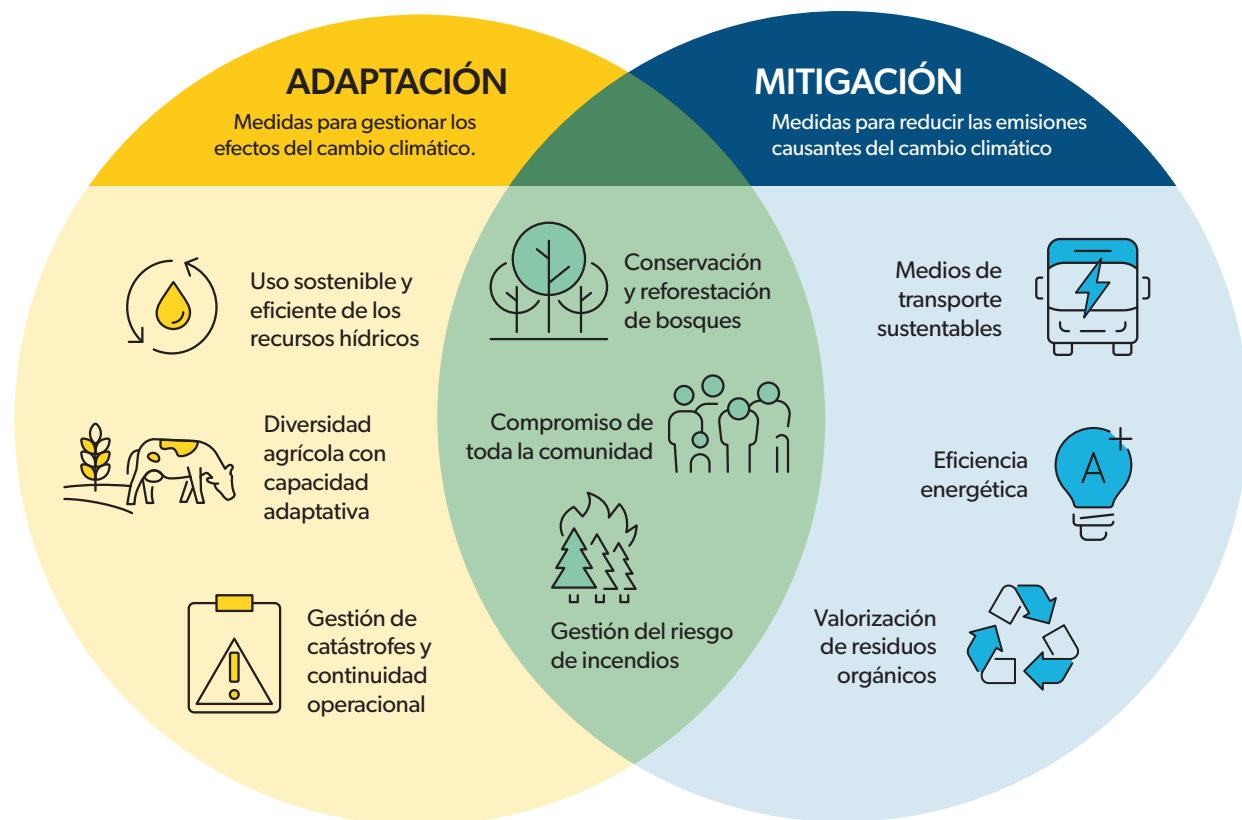 ADAPTACIÓN
Medidas para gestionar los
efectos del cambio climático.
MITIGACIÓN
Medidas para reducir las emisiones
causantes del cambio climático
Uso sostenible y
eficiente de los
recursos hídricos
Diversidad
agrícola con
capacidad
adaptativa
Gestión de
catástrofes y
continuidad
operacional
Conservación
y reforestación
de bosques
Compromiso de
toda la comunidad
Gestión del riesgo
de incendios
Medios de
transporte
sustentables
Eficiencia
energética
A+
Valorización
de residuos
orgánicos